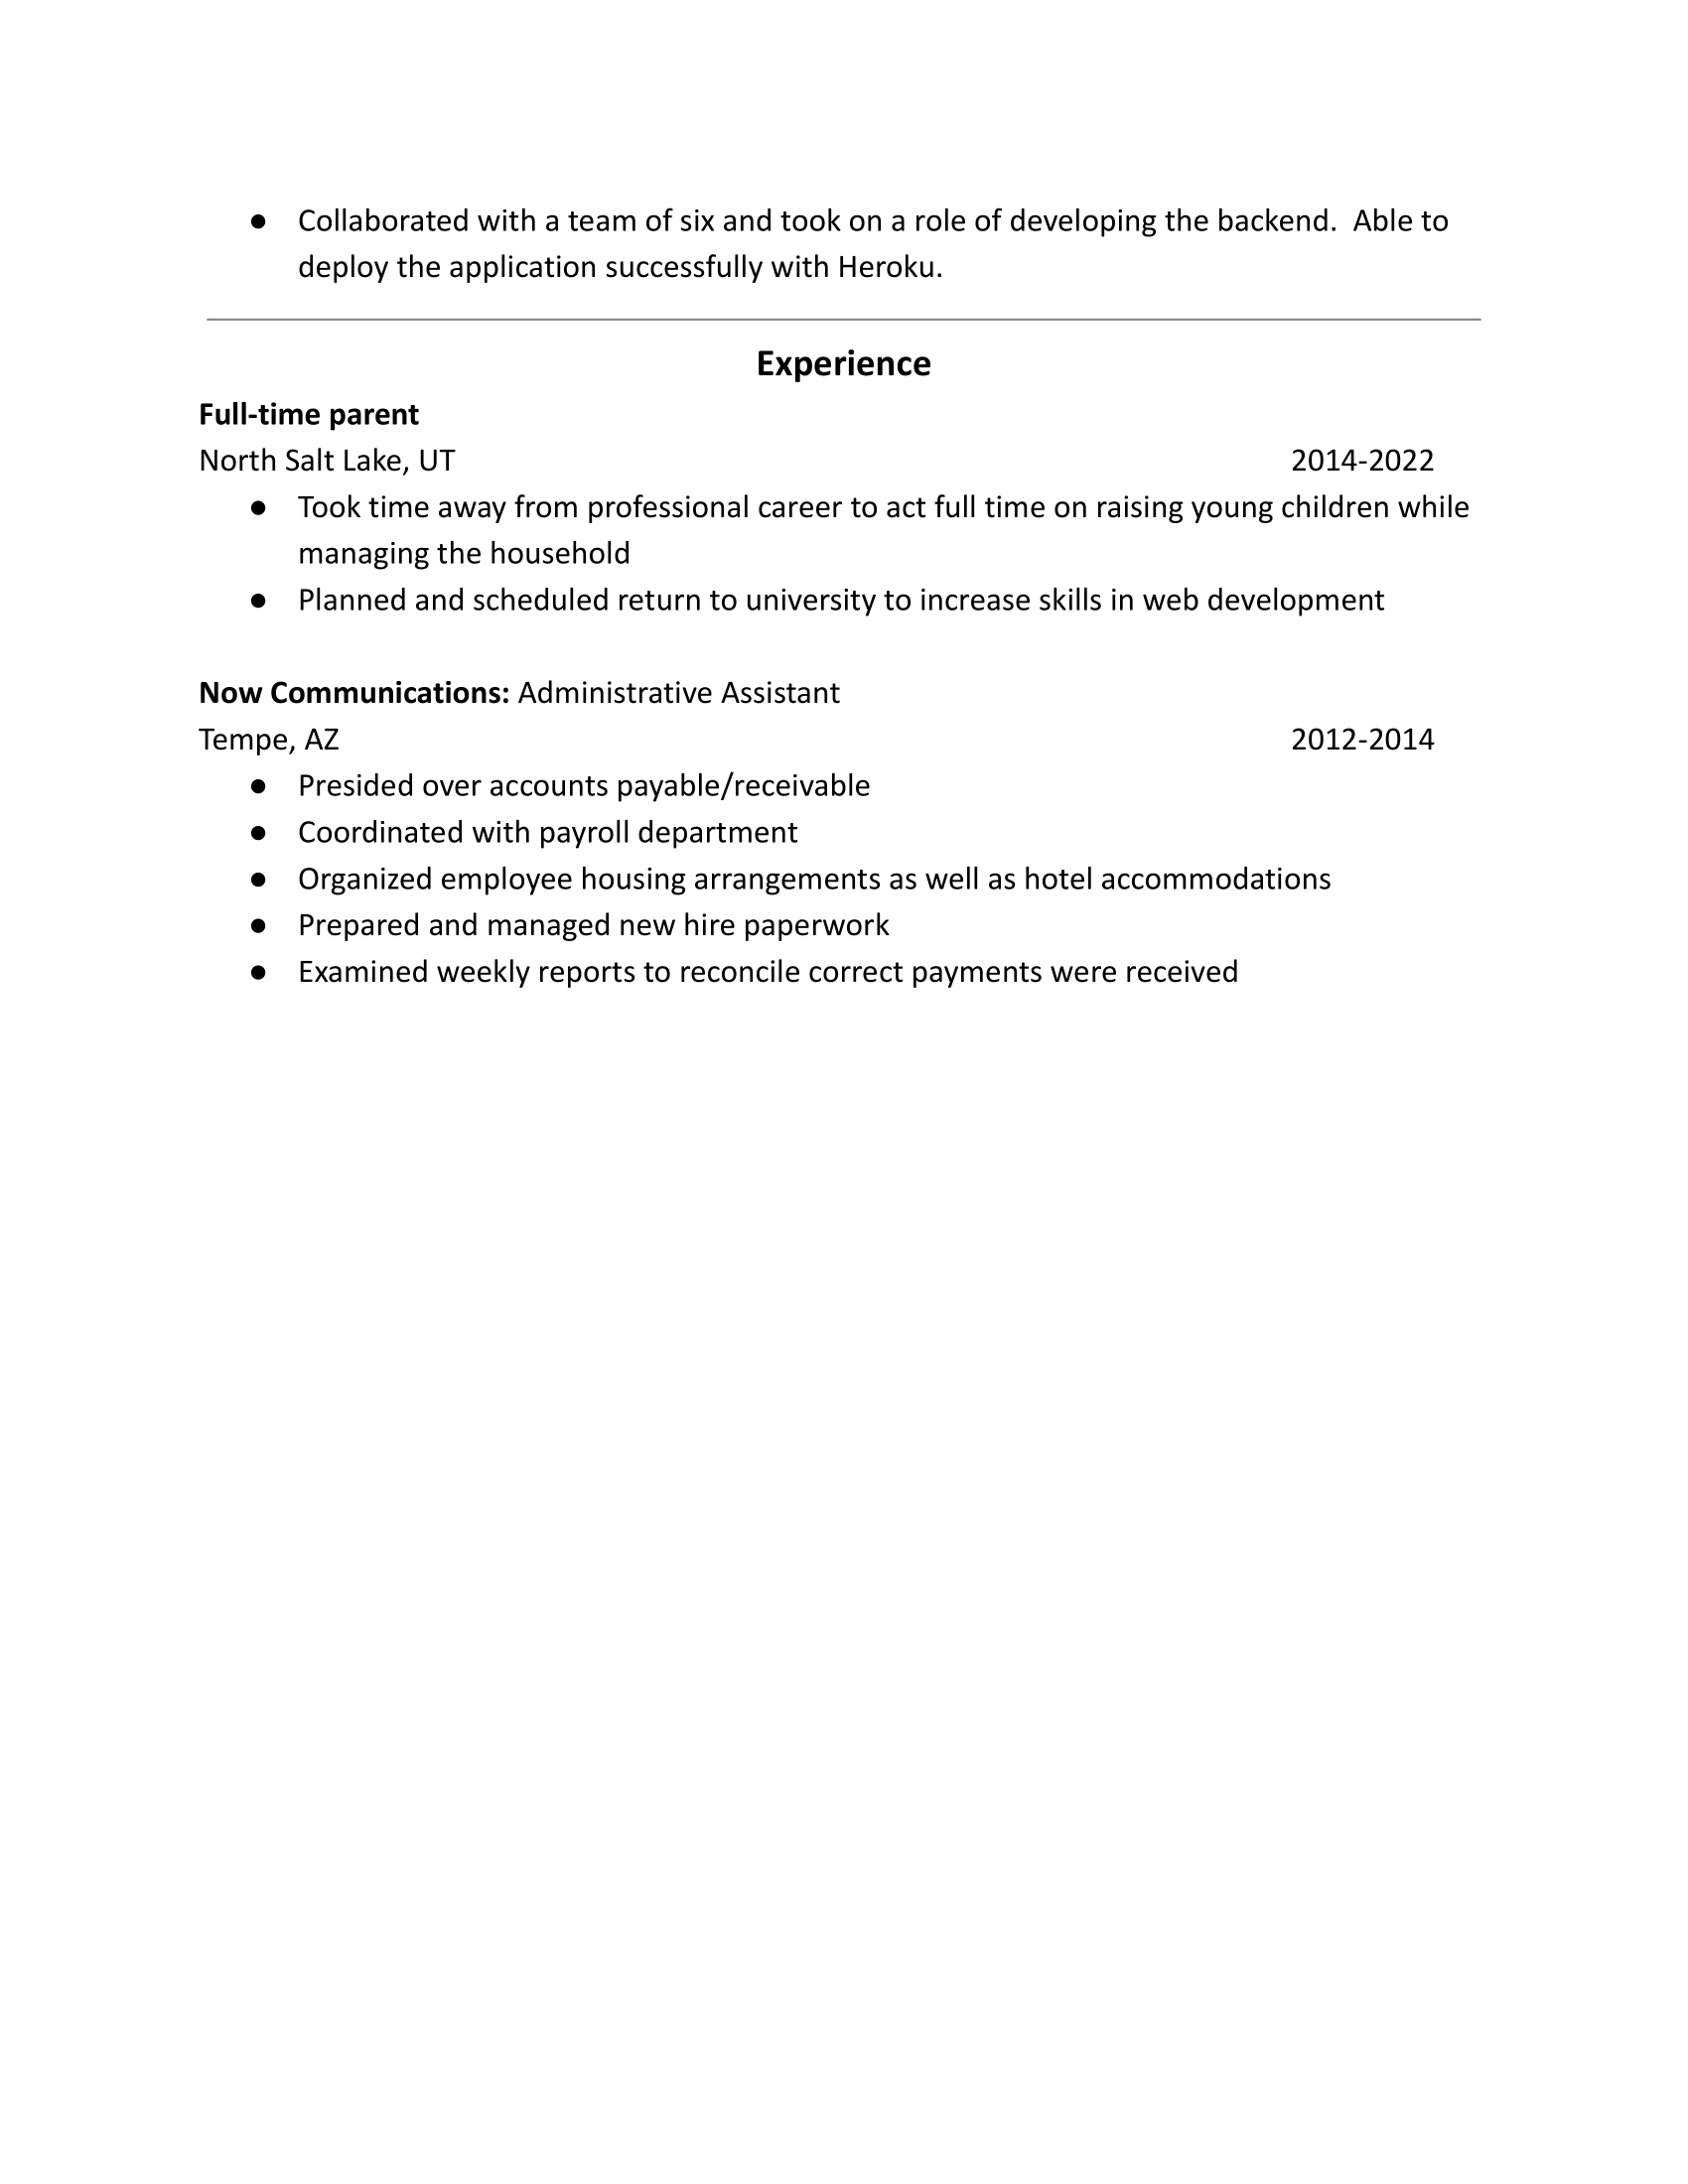 ● Collaborated with a team of six and took on a role of developing the backend.  Able to
deploy the application successfully with Heroku.
Experience
Full-time parent
North Salt Lake, UT 2014-2022
● Took time away from professional career to act full time on raising young children while
managing the household
● Planned and scheduled return to university to increase skills in web development
Now Communications: Administrative Assistant
Tempe, AZ 2012-2014
● Presided over accounts payable/receivable
● Coordinated with payroll department
● Organized employee housing arrangements as well as hotel accommodations
● Prepared and managed new hire paperwork
● Examined weekly reports to reconcile correct payments were received